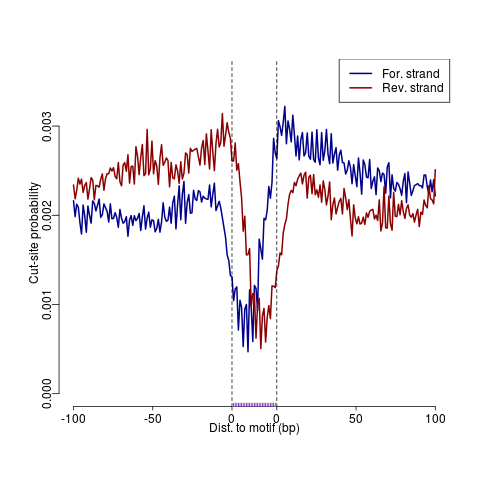 For. strand
Rev. strand
Cut-site probability
0.003
0.002
0.001
0.000
-100
-50
0
0
50
100
Dist. to motif (bp)